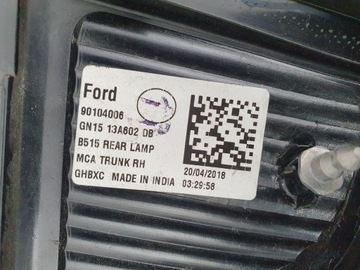 Ford
90104006
GN15 13A602 DB
B515 REAR LAMP
MCA TRUNK RH
GHBXC MADE IN INDIA
20/04/2018
03:29:58